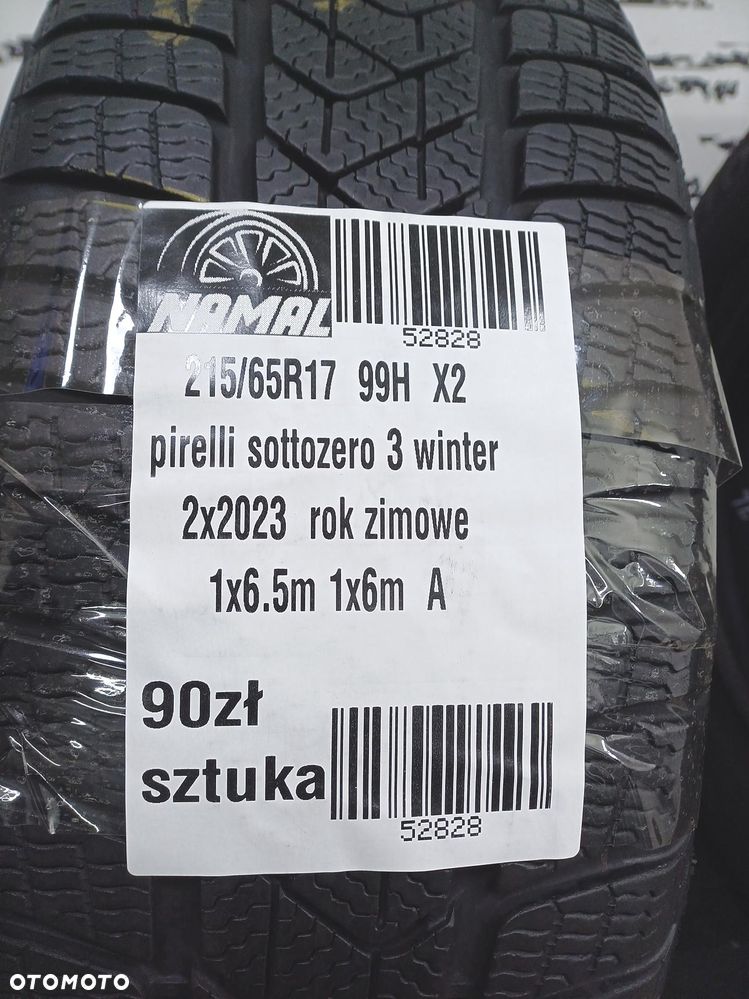 NAMAL
52828
215/65R17 99H X2
pirelli sottozero 3 winter
2x2023 rok zimowe
1x6.5m 1x6m A
90zł
sztuka
52828
OTOMOTO